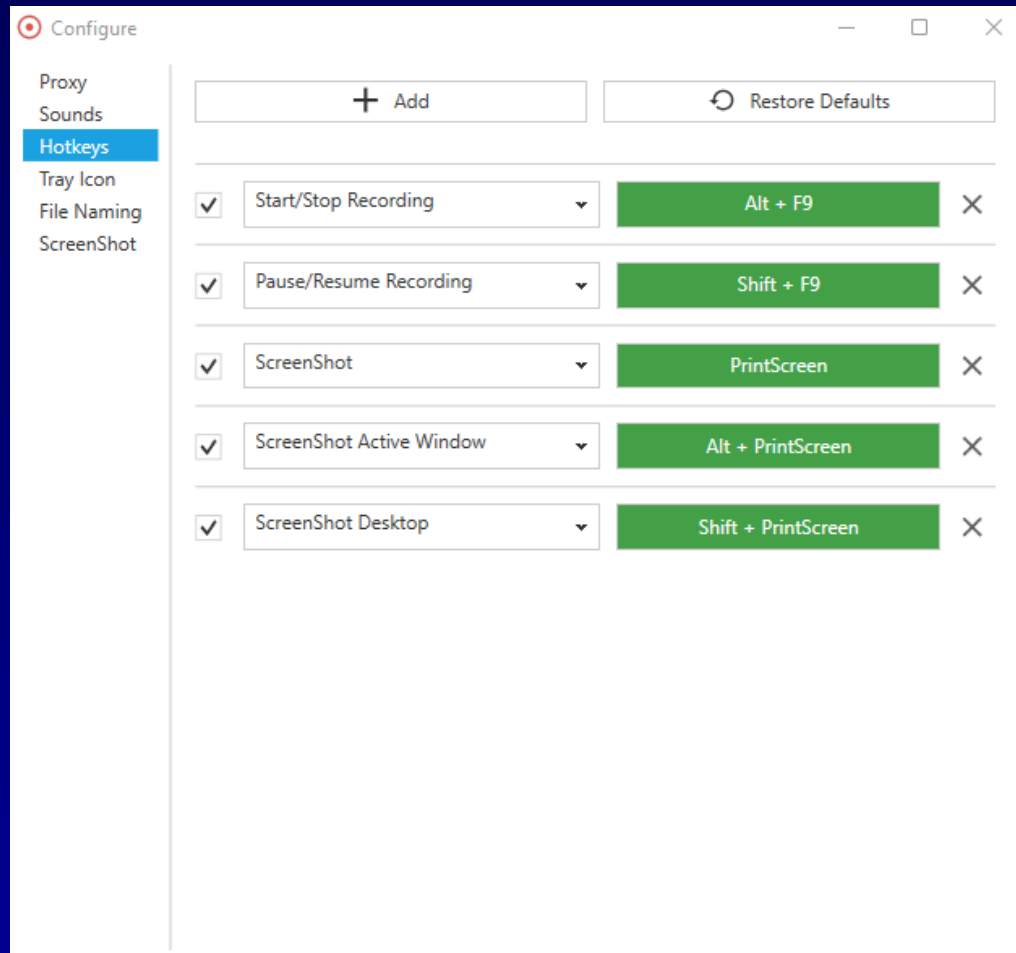 Configure
Proxy
Sounds
Hotkeys
Tray Icon
File Naming
ScreenShot
Add
Restore Defaults
Start/Stop Recording
Alt + F9
Pause/Resume Recording
Shift + F9
ScreenShot
PrintScreen
ScreenShot Active Window
Alt + PrintScreen
ScreenShot Desktop
Shift + PrintScreen